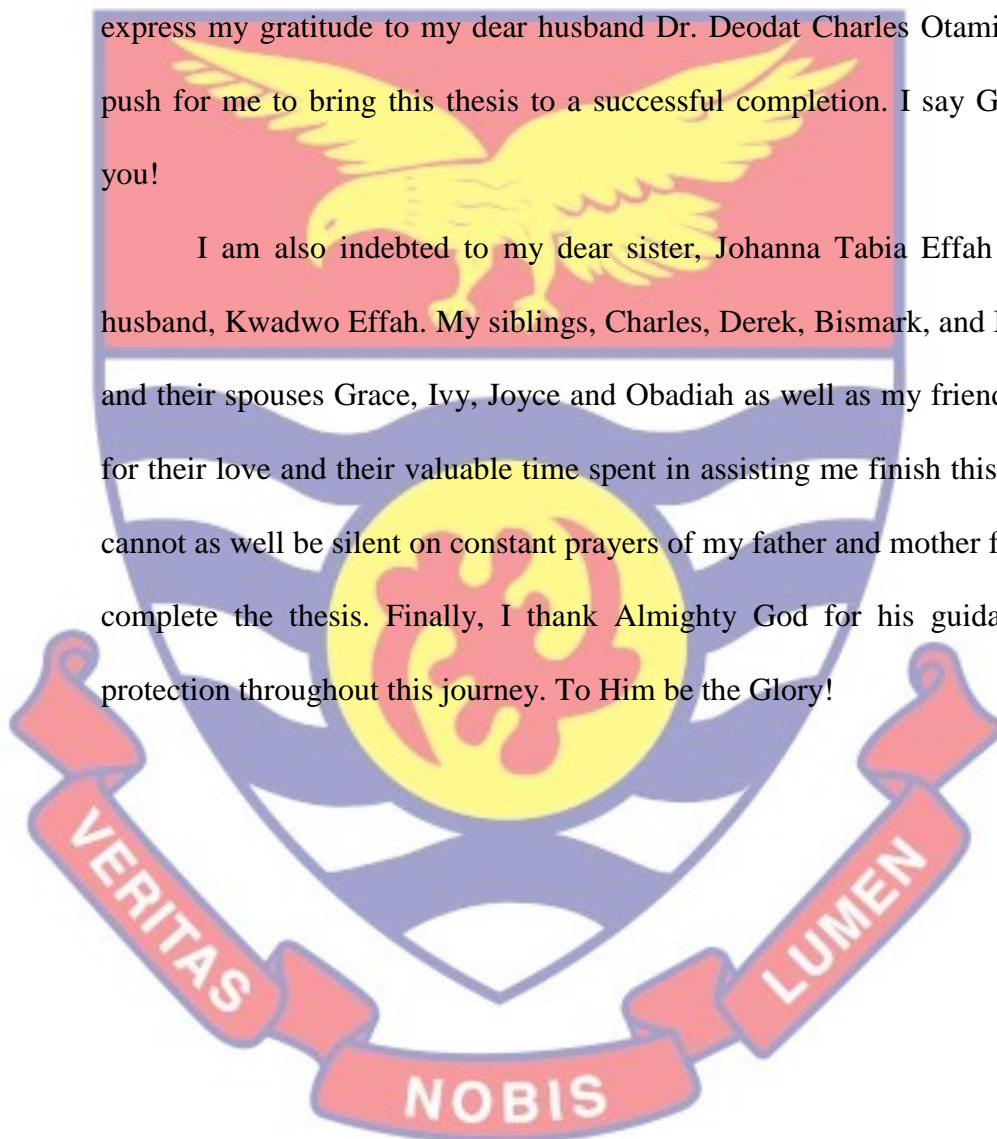 express my gratitude to my dear husband Dr. Deodat Charles Otami
push for me to bring this thesis to a successful completion. I say G
you!
I am also indebted to my dear sister, Johanna Tabia Effah
husband, Kwadwo Effah. My siblings, Charles, Derek, Bismark, and
and their spouses Grace, Ivy, Joyce and Obadiah as well as my friend
for their love and their valuable time spent in assisting me finish this
cannot as well be silent on constant prayers of my father and mother f
complete the thesis. Finally, I thank Almighty God for his guida
protection throughout this journey. To Him be the Glory!
VERITAS
NOBIS
LUMEN